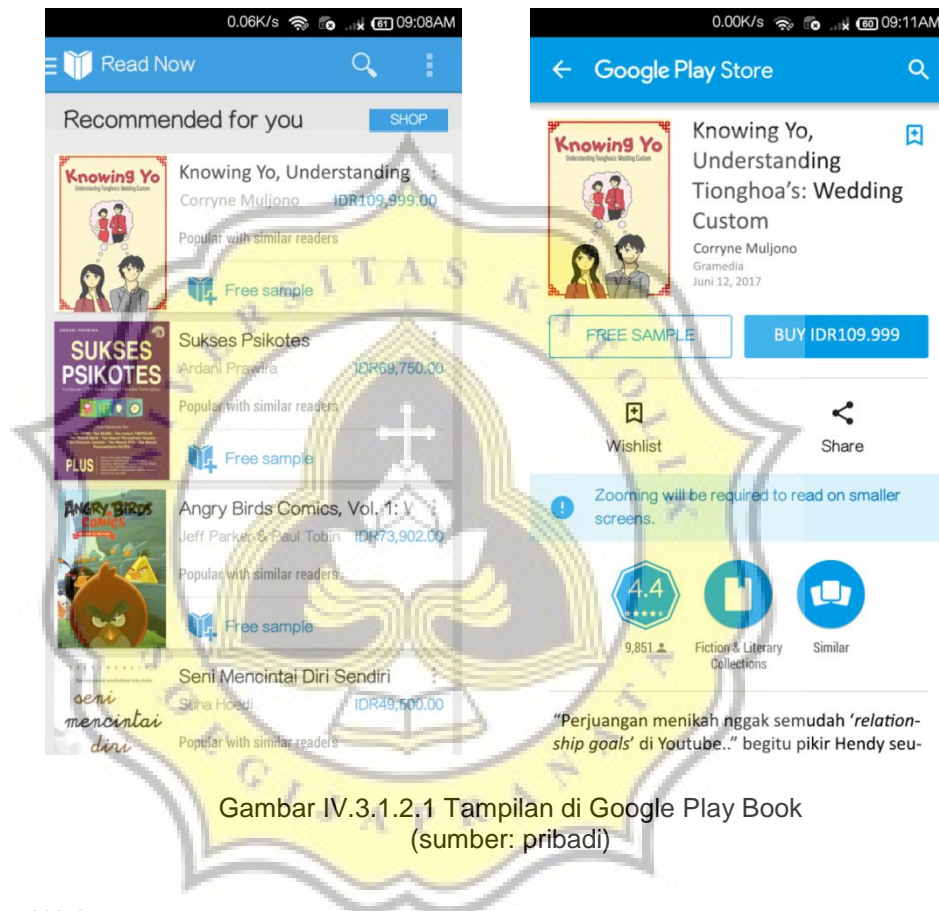 0.06K/s 61 09:08AM
Read Now
Recommended for you
SHOP
Knowing Yo
Understanding Tionghoa's Wedding Custom
Knowing Yo, Understanding
Corryne Muljono IDR109,999.00
Popular with similar readers
Free sample
ARDANI PRAWIRA
SUKSES
PSIKOTES
PLUS
Sukses Psikotes
Ardani Prawira IDR69,750.00
Popular with similar readers
Free sample
ANGRY BIRDS
COMICS
Angry Birds Comics, Vol. 1:
Jeff Parker & Paul Tobin IDR73,902.00
Popular with similar readers
Free sample
seni
mencintai
diri
Seni Mencintai Diri Sendiri
Hoedi IDR49,500.00
Popular with similar readers
0.00K/s 60 09:11AM
Google Play Store
Knowing Yo
Understanding Tionghoa's Wedding Custom
Knowing Yo,
Understanding
Tionghoa's: Wedding
Custom
Corryne Muljono
Gramedia
Juni 12, 2017
FREE SAMPLE
BUY IDR109.999
Wishlist
Share
Zooming will be required to read on smaller
screens.
4.4
9,851
Fiction & Literary
Collections
Similar
"Perjuangan menikah nggak semudah 'relation-
ship goals' di Youtube.." begitu pikir Hendy seu-
Gambar IV.3.1.2.1 Tampilan di Google Play Book
(sumber: pribadi)